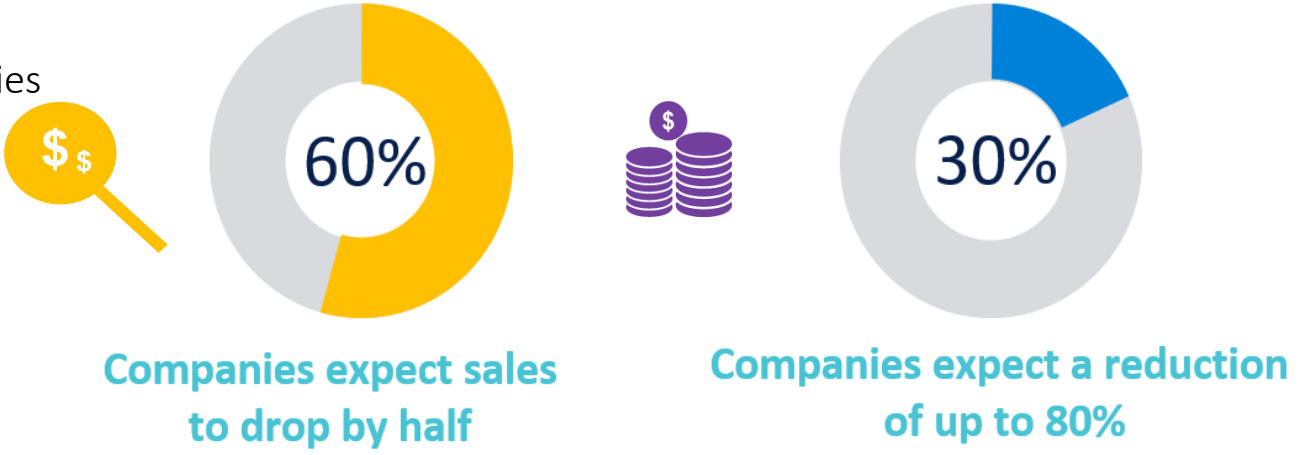 ies
$ $
60%
Companies expect sales
to drop by half
$
30%
Companies expect a reduction
of up to 80%